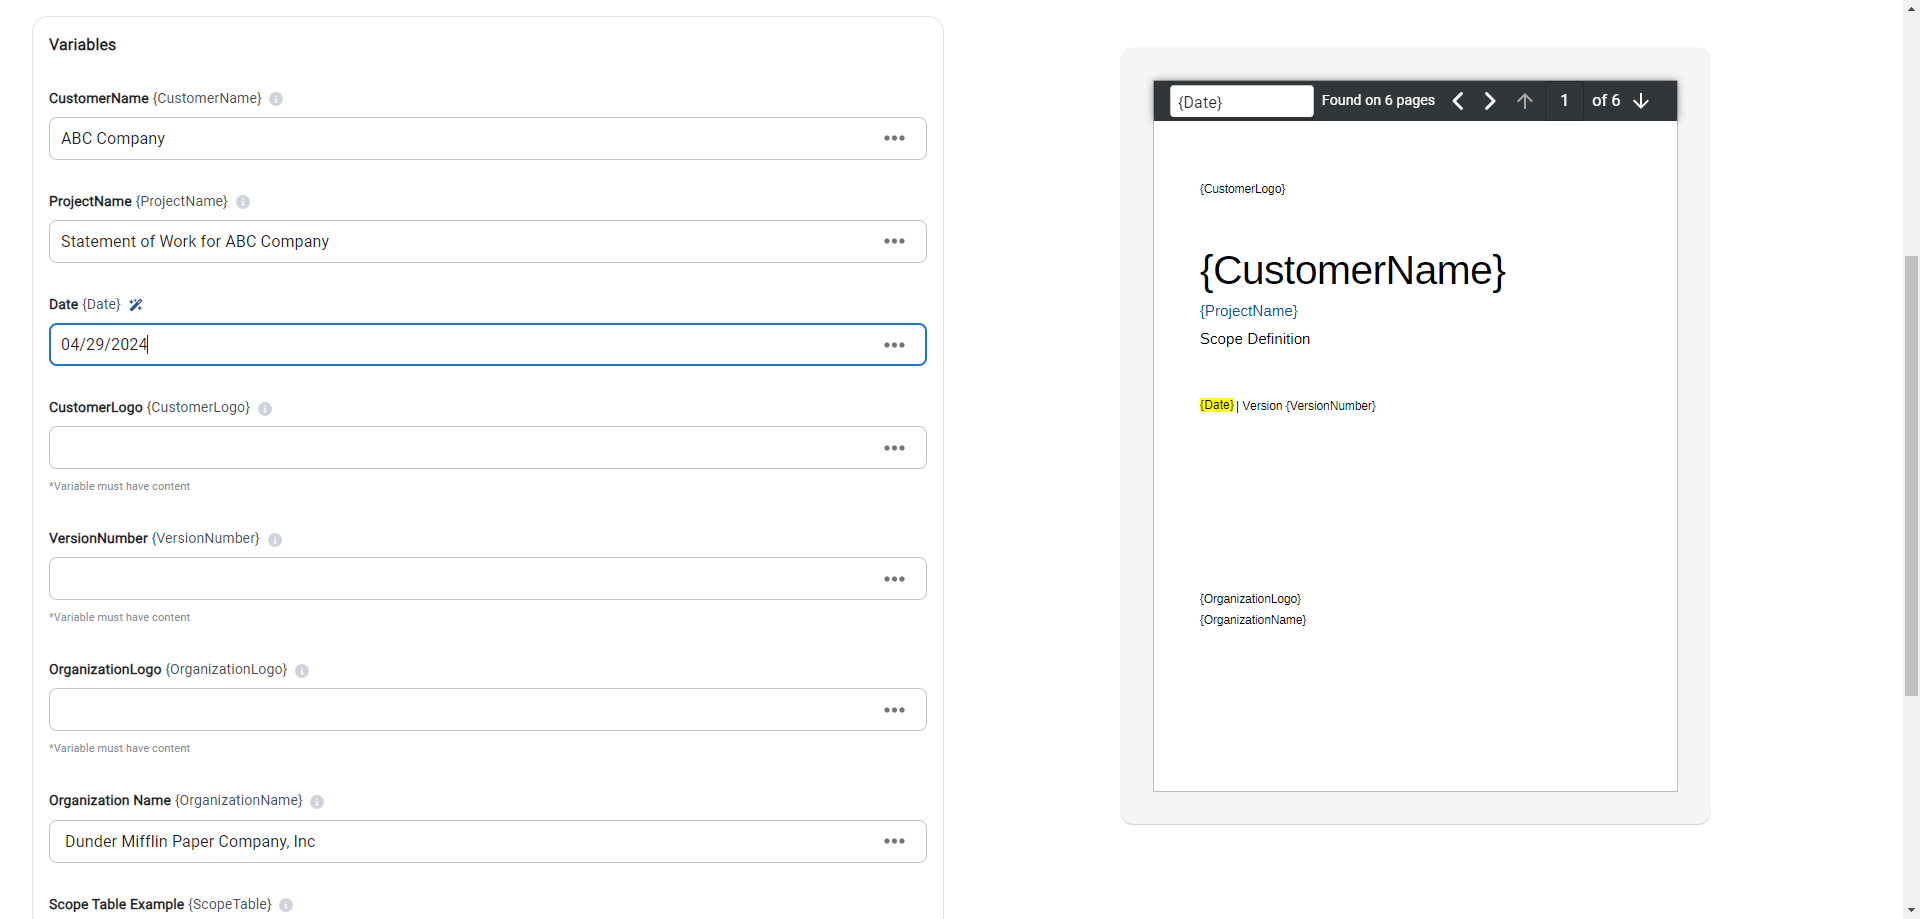 Variables
CustomerName {CustomerName}
ABC Company
ProjectName {ProjectName}
Statement of Work for ABC Company
Date {Date}
04/29/2024
CustomerLogo {CustomerLogo}
*Variable must have content
VersionNumber {VersionNumber}
*Variable must have content
OrganizationLogo {OrganizationLogo}
*Variable must have content
Organization Name {OrganizationName}
Dunder Mifflin Paper Company, Inc
Scope Table Example {ScopeTable}
{Date} Found on 6 pages 1 of 6
{CustomerLogo}
{CustomerName}
{ProjectName}
Scope Definition
{Date} | Version {VersionNumber}
{OrganizationLogo}
{OrganizationName}